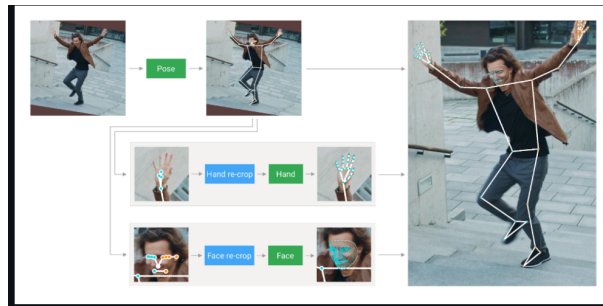 Pose
Hand re-crop
Hand
Face re-crop
Face